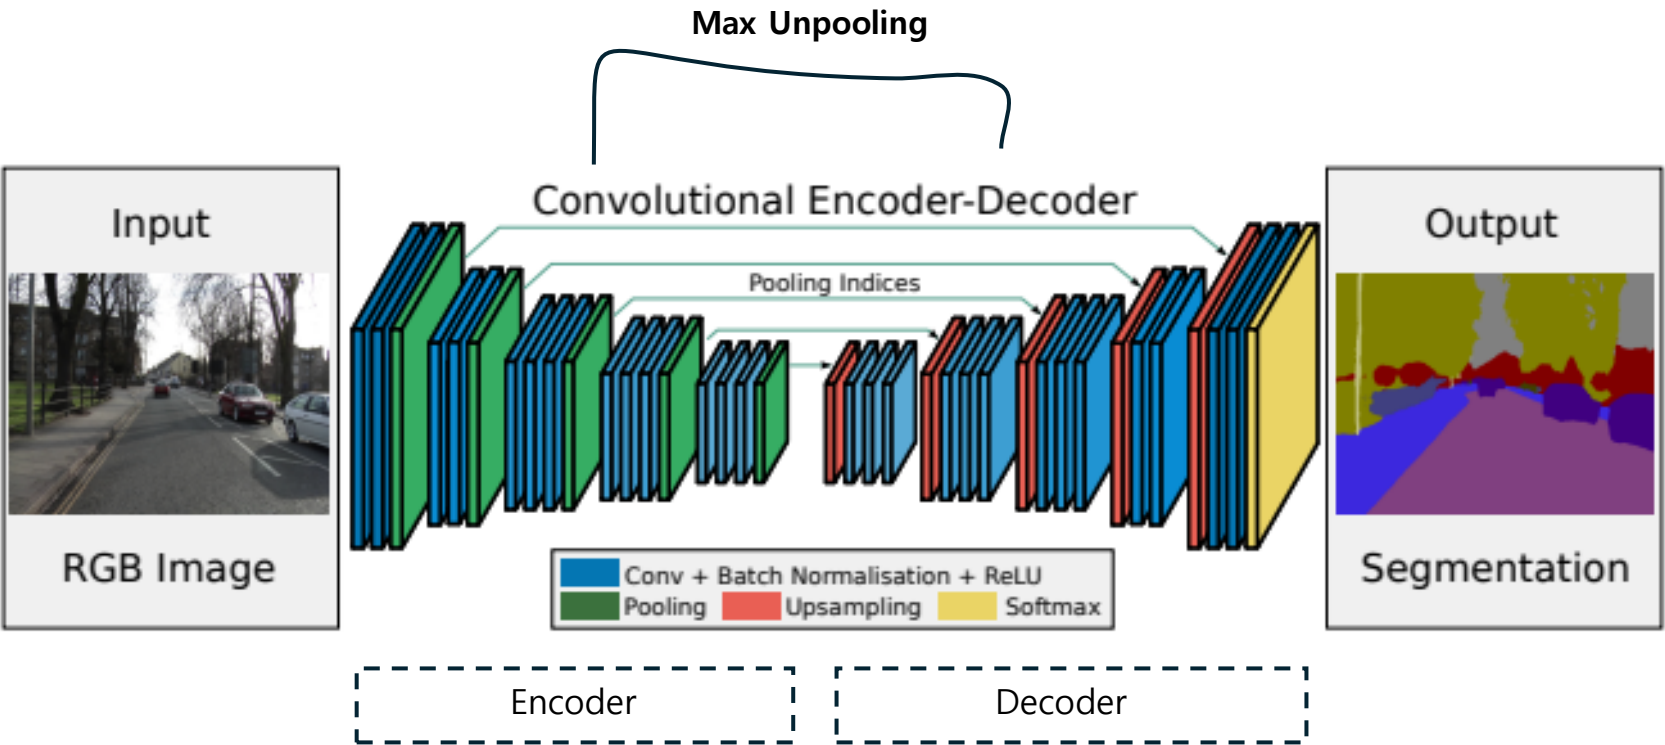 Max Unpooling
Convolutional Encoder-Decoder
Input
Output
Pooling Indices
RGB Image
Segmentation
Conv + Batch Normalisation + ReLU
Pooling Upsampling Softmax
Encoder
Decoder